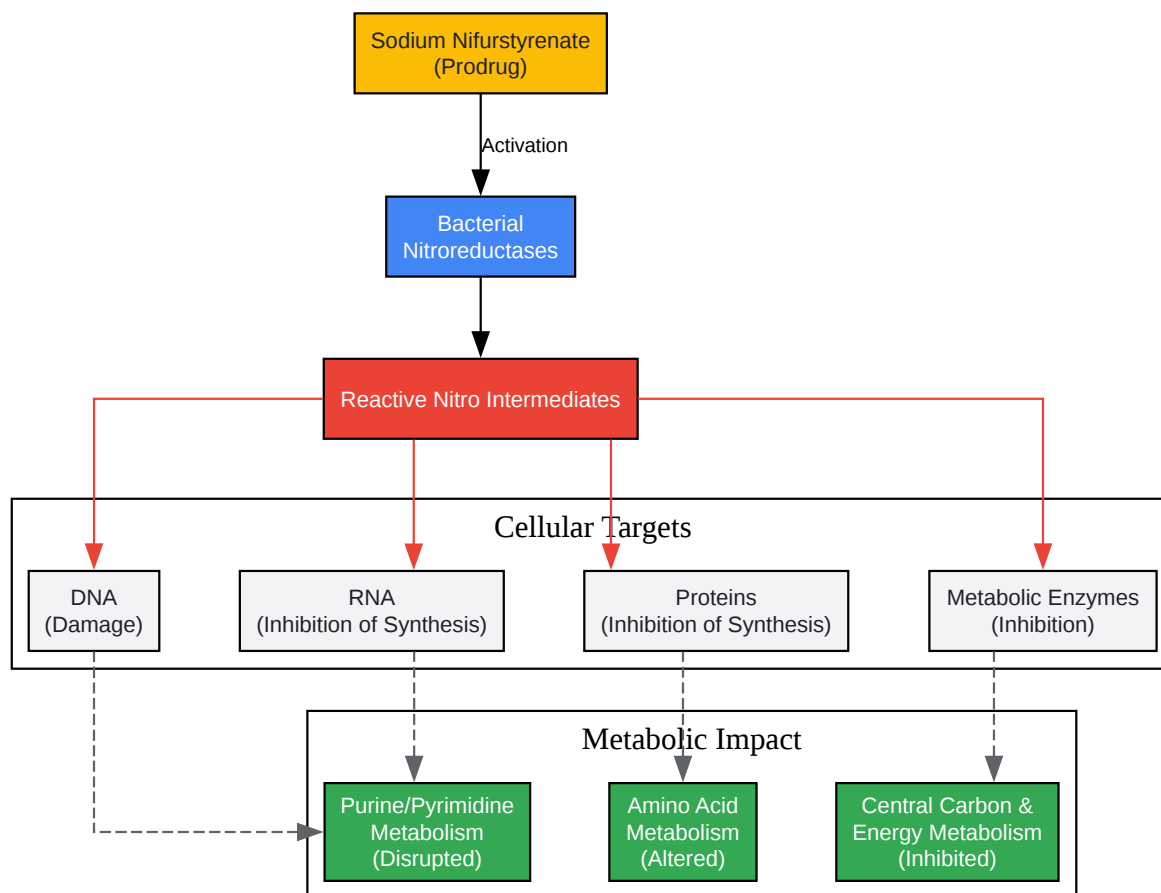 Sodium Nifurstyrenate
(Prodrug)
Activation
Bacterial
Nitroreductases
Reactive Nitro Intermediates
Cellular Targets
DNA
(Damage)
RNA
(Inhibition of Synthesis)
Proteins
(Inhibition of Synthesis)
Metabolic Enzymes
(Inhibition)
Metabolic Impact
Purine/Pyrimidine
Metabolism
(Disrupted)
Amino Acid
Metabolism
(Altered)
Central Carbon &
Energy Metabolism
(Inhibited)